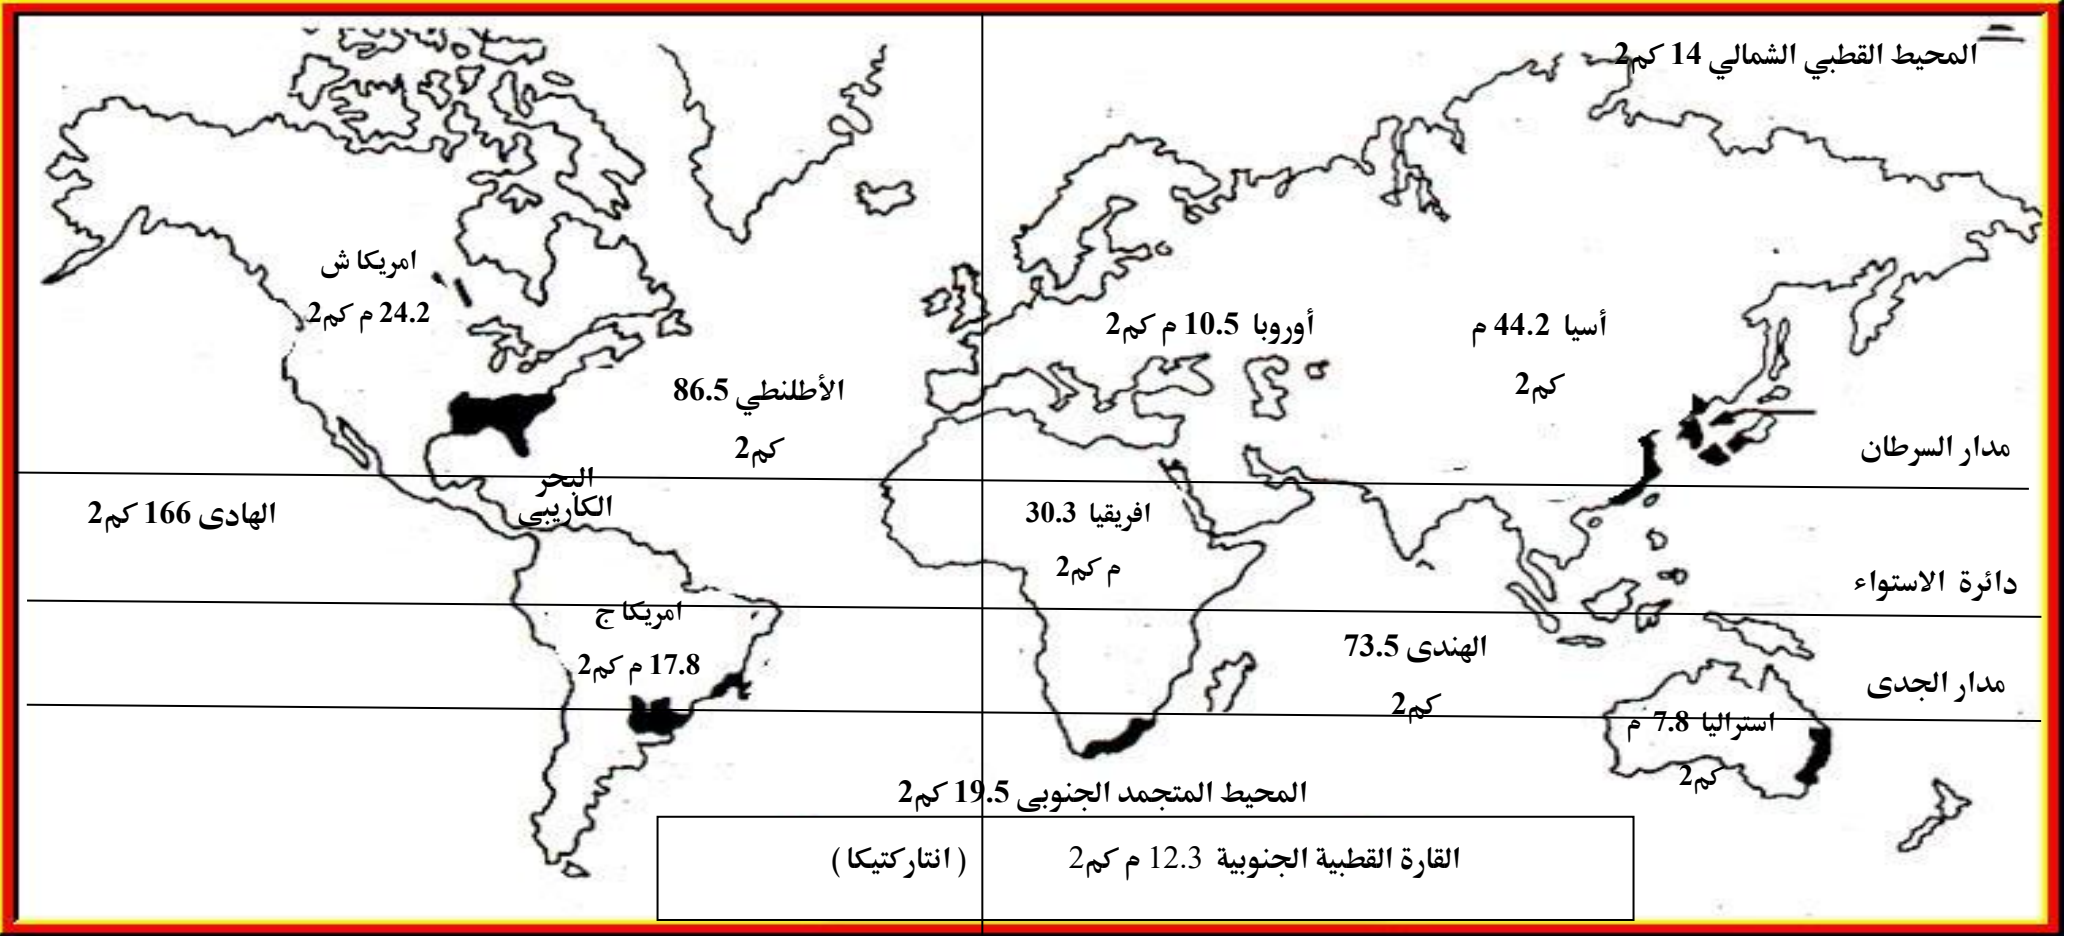 المحيط القطبي الشمالي 14 كم2
امريكا ش
24.2 م كم2
أوروبا 10.5 م كم2
أسيا 44.2 م
كم2
الأطلنطي 86.5
كم2
مدار السرطان
البحر
الكاريبى
الهادى 166 كم2
افريقيا 30.3
م كم2
دائرة الاستواء
امريكا ج
17.8 م كم2
الهندى 73.5
كم2
مدار الجدى
استراليا 7.8 م
كم2
المحيط المتجمد الجنوبى 19.5 كم2
القارة القطبية الجنوبية 12.3 م كم2 ( انتاركتيكا )